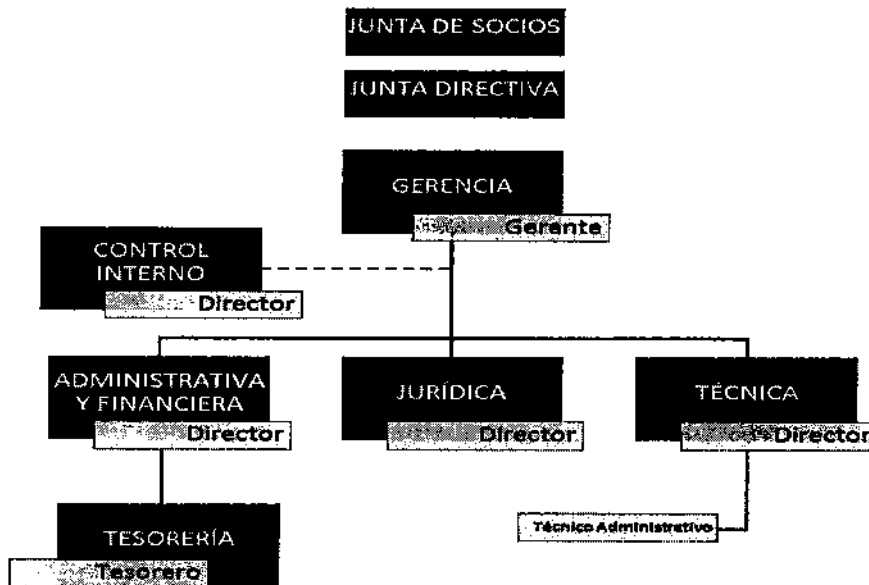 JUNTA DE SOCIOS
JUNTA DIRECTIVA
GERENCIA
Gerente
CONTROL
INTERNO
Director
ADMINISTRATIVA
Y FINANCIERA
Director
JURÍDICA
Director
TÉCNICA
Director
TESORERÍA
Tesorero
Técnico Administrativo